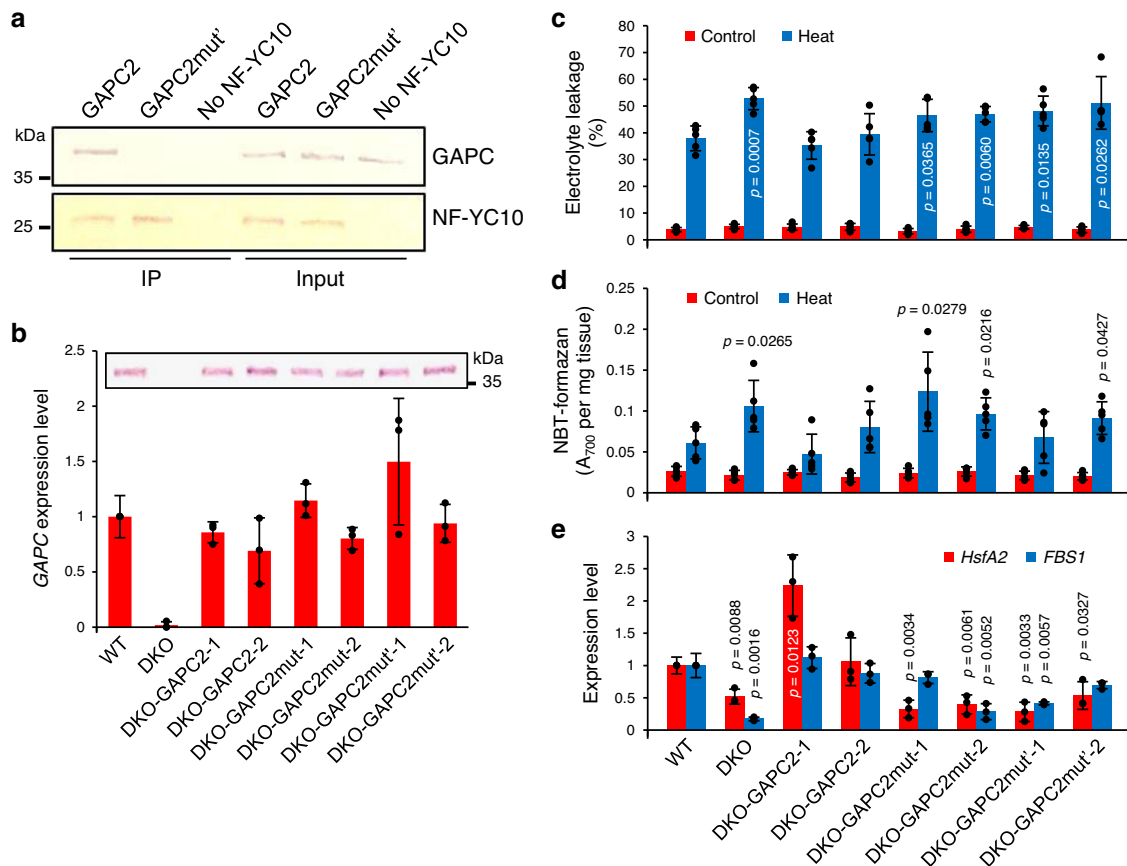 a
GAPC2
GAPC2mut'
No NF-YC10
GAPC2
GAPC2mut'
No NF-YC10
kDa
35
GAPC
25
NF-YC10
IP
Input
b
GAPC expression level
2.5
2
1.5
1
0.5
0
kDa
35
WT
DKO
DKO-GAPC2-1
DKO-GAPC2-2
DKO-GAPC2mut-1
DKO-GAPC2mut-2
DKO-GAPC2mut'-1
DKO-GAPC2mut'-2
c
Electrolyte leakage
(%)
80
70
60
50
40
30
20
10
0
Control Heat
p = 0.0007
p = 0.0365
p = 0.0060
p = 0.0135
p = 0.0262
d
NBT-formazan
(A700 per mg tissue)
0.25
0.2
0.15
0.1
0.05
0
Control Heat
p = 0.0265
p = 0.0279
p = 0.0216
p = 0.0427
e
Expression level
3
2.5
2
1.5
1
0.5
0
HsfA2 FBS1
p = 0.0088
p = 0.0016
p = 0.0123
p = 0.0034
p = 0.0061
p = 0.0052
p = 0.0033
p = 0.0057
p = 0.0327
WT
DKO
DKO-GAPC2-1
DKO-GAPC2-2
DKO-GAPC2mut-1
DKO-GAPC2mut-2
DKO-GAPC2mut'-1
DKO-GAPC2mut'-2